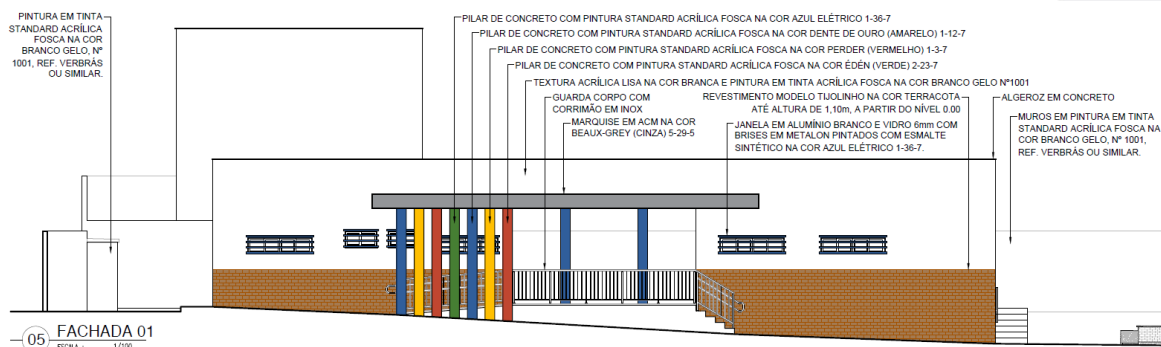 PINTURA EM TINTA
STANDARD ACRÍLICA
FOSCA NA COR
BRANCO GELO, Nº
1001, REF. VERBRÁS
OU SIMILAR.
PILAR DE CONCRETO COM PINTURA STANDARD ACRÍLICA FOSCA NA COR AZUL ELÉTRICO 1-36-7
PILAR DE CONCRETO COM PINTURA STANDARD ACRÍLICA FOSCA NA COR DENTE DE OURO (AMARELO) 1-12-7
PILAR DE CONCRETO COM PINTURA STANDARD ACRÍLICA FOSCA NA COR PERDER (VERMELHO) 1-3-7
PILAR DE CONCRETO COM PINTURA STANDARD ACRÍLICA FOSCA NA COR ÉDÉN (VERDE) 2-23-7
TEXTURA ACRÍLICA LISA NA COR BRANCA E PINTURA EM TINTA ACRÍLICA FOSCA NA COR BRANCO GELO Nº1001
GUARDA CORPO COM
CORRIMÃO EM INOX
MARQUISE EM ACM NA COR
BEAUX-GREY (CINZA) 5-29-5
REVESTIMENTO MODELO TIJOLINHO NA COR TERRACOTA
ATÉ ALTURA DE 1,10m, A PARTIR DO NÍVEL 0.00
JANELA EM ALUMÍNIO BRANCO E VIDRO 6mm COM
BRISES EM METALON PINTADOS COM ESMALTE
SINTÉTICO NA COR AZUL ELÉTRICO 1-36-7.
ALGEROZ EM CONCRETO
MUROS EM PINTURA EM TINTA
STANDARD ACRÍLICA FOSCA NA
COR BRANCO GELO, Nº 1001,
REF. VERBRÁS OU SIMILAR.
05 FACHADA 01
ESCALA : 1/100